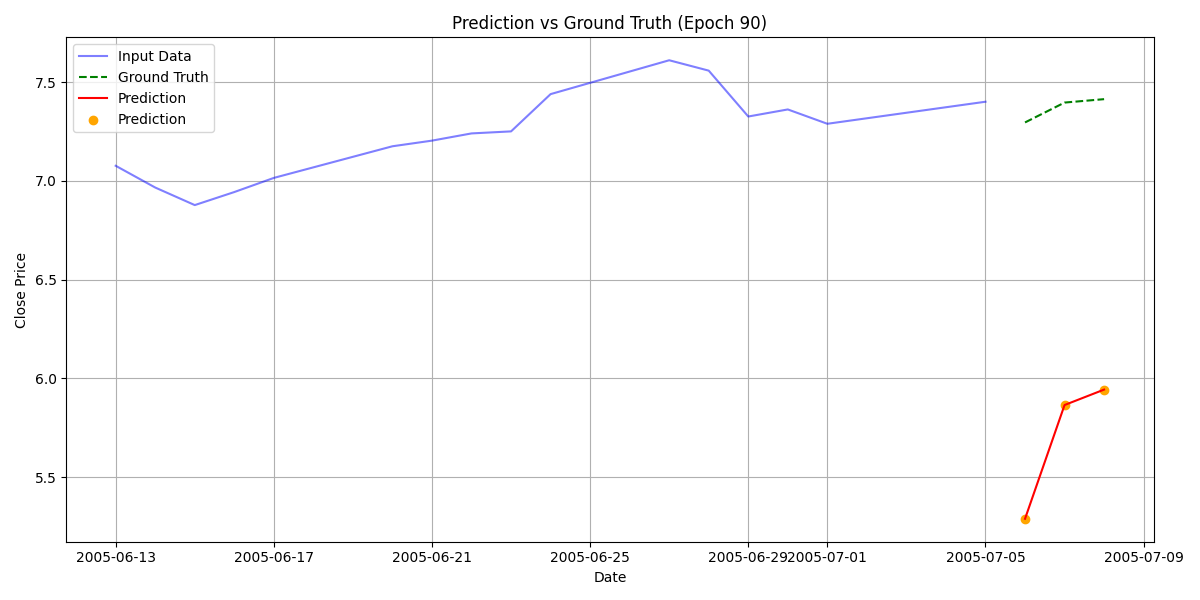 Prediction vs Ground Truth (Epoch 90)
Input Data
Ground Truth
Prediction
Prediction
7.5
7.0
6.5
6.0
5.5
Close Price
2005-06-13 2005-06-17 2005-06-21 2005-06-25 2005-06-29 2005-07-01 2005-07-05 2005-07-09
Date